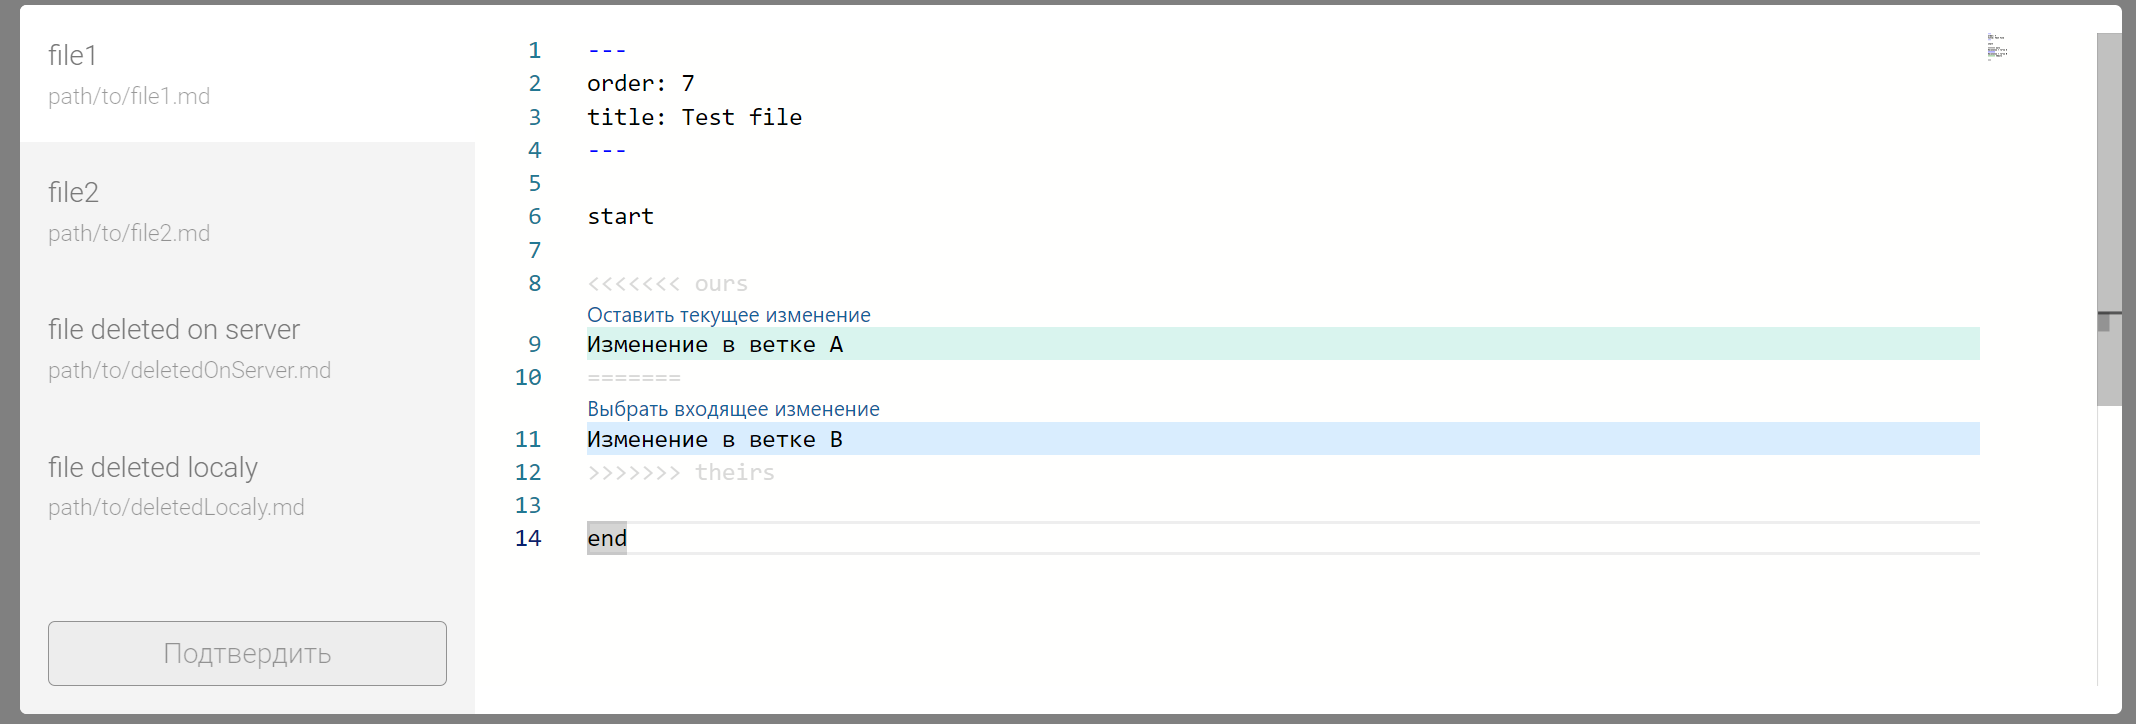 file1
path/to/file1.md
file2
path/to/file2.md
file deleted on server
path/to/deletedOnServer.md
file deleted localy
path/to/deletedLocaly.md
Подтвердить
1 ---
2 order: 7
3 title: Test file
4 ---
5
6 start
7
8 <<<<<<< ours
Оставить текущее изменение
9 Изменение в ветке A
10 =======
Выбрать входящее изменение
11 Изменение в ветке B
12 >>>>>>> theirs
13
14 end